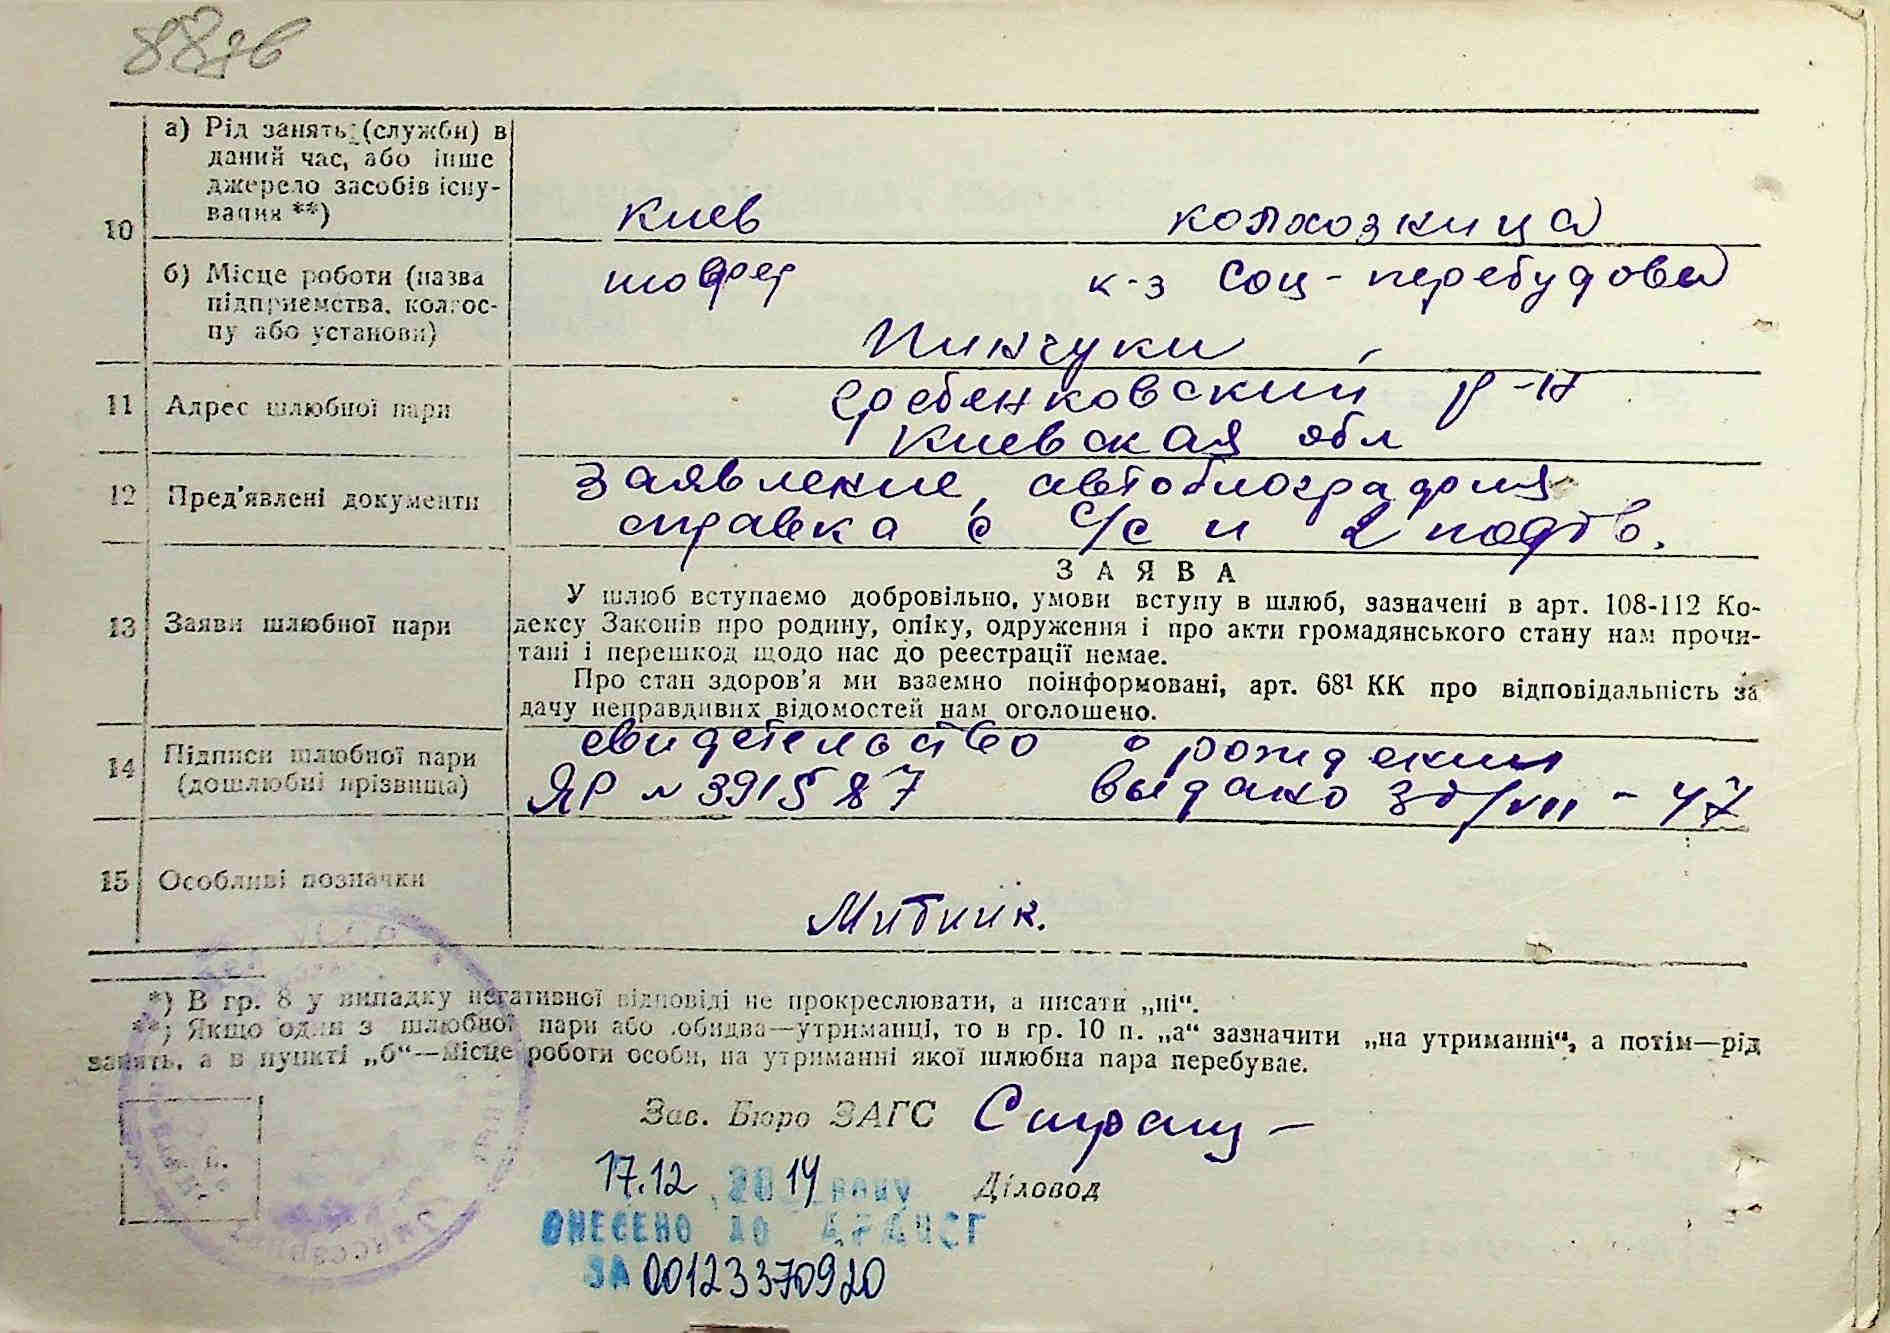 а) Рід занять (служби) в
даний час, або інше
джерело засобів існу-
вання **)
10
Киев колхозница
б) Місце роботи (назва
підприємства, колгос-
пу або установи)
шофер к-з Соц-перебудова
Пинчуки
11 Адрес шлюбної пари
Гребенковский р-н
Киевская обл
12 Пред'явлені документи
Заявление, автобиография
справка с с/с и 2 подтв.
13 Заяви шлюбної пари
ЗАЯВА
У шлюб вступаємо добровільно, умови вступу в шлюб, зазначені в арт. 108-112 Ко-
дексу Законів про родину, опіку, одруження і про акти громадянського стану нам прочи-
тані і перешкод щодо нас до реєстрації немає.
Про стан здоров'я ми взаємно поінформовані, арт. 68¹ КК про відповідальність за
дачу неправдивих відомостей нам оголошено.
14 Підписи шлюбної пари
(дошлюбні прізвища)
свидетельство о рождении
ЯР № 391587 выдано 30/VII - 47
15 Особливі позначки
*) В гр. 8 у випадку негативної відповіді не прокреслювати, а писати „ні“.
**) Якщо один з шлюбної пари або обидва—утриманці, то в гр. 10 п. „а“ зазначити „на утриманні“, а потім—рід
занять, а в пункті „б“—місце роботи особи, на утриманні якої шлюбна пара перебуває.
Зав. Бюро ЗАГС
17.12 2014 року Діловод
ВНЕСЕНО ДО ДРАЦСГ
ЗА 00123370920